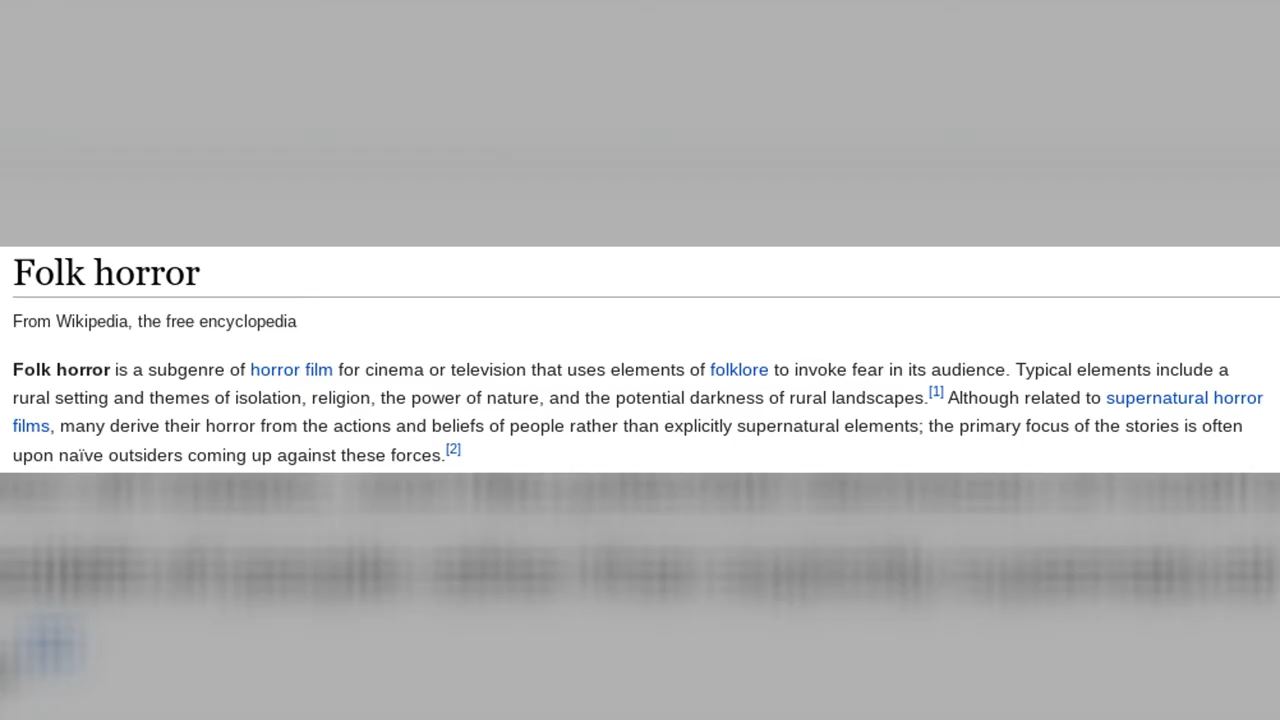 Folk horror
From Wikipedia, the free encyclopedia
Folk horror is a subgenre of horror film for cinema or television that uses elements of folklore to invoke fear in its audience. Typical elements include a
rural setting and themes of isolation, religion, the power of nature, and the potential darkness of rural landscapes.[1] Although related to supernatural horror
films, many derive their horror from the actions and beliefs of people rather than explicitly supernatural elements; the primary focus of the stories is often
upon naïve outsiders coming up against these forces.[2]